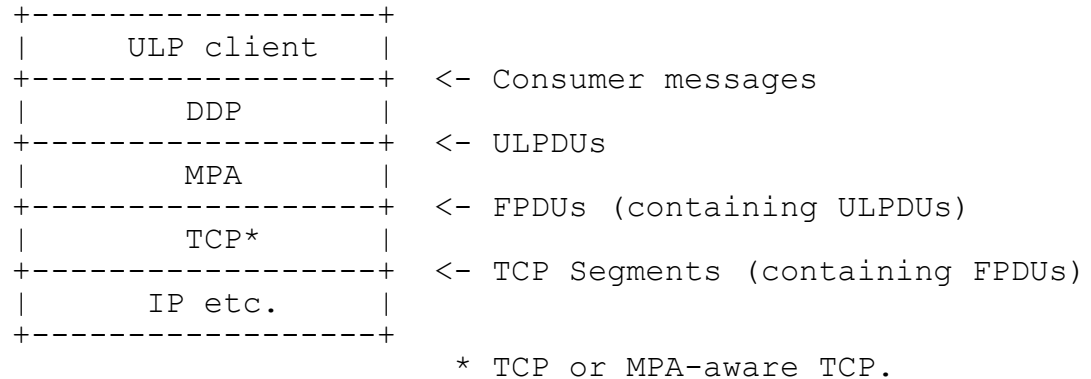 +------------------+
|     ULP client   |
+------------------+  <- Consumer messages
|        DDP       |
+------------------+  <- ULPDUs
|        MPA       |
+------------------+  <- FPDUs (containing ULPDUs)
|        TCP*      |
+------------------+  <- TCP Segments (containing FPDUs)
|      IP etc.     |
+------------------+
                       * TCP or MPA-aware TCP.